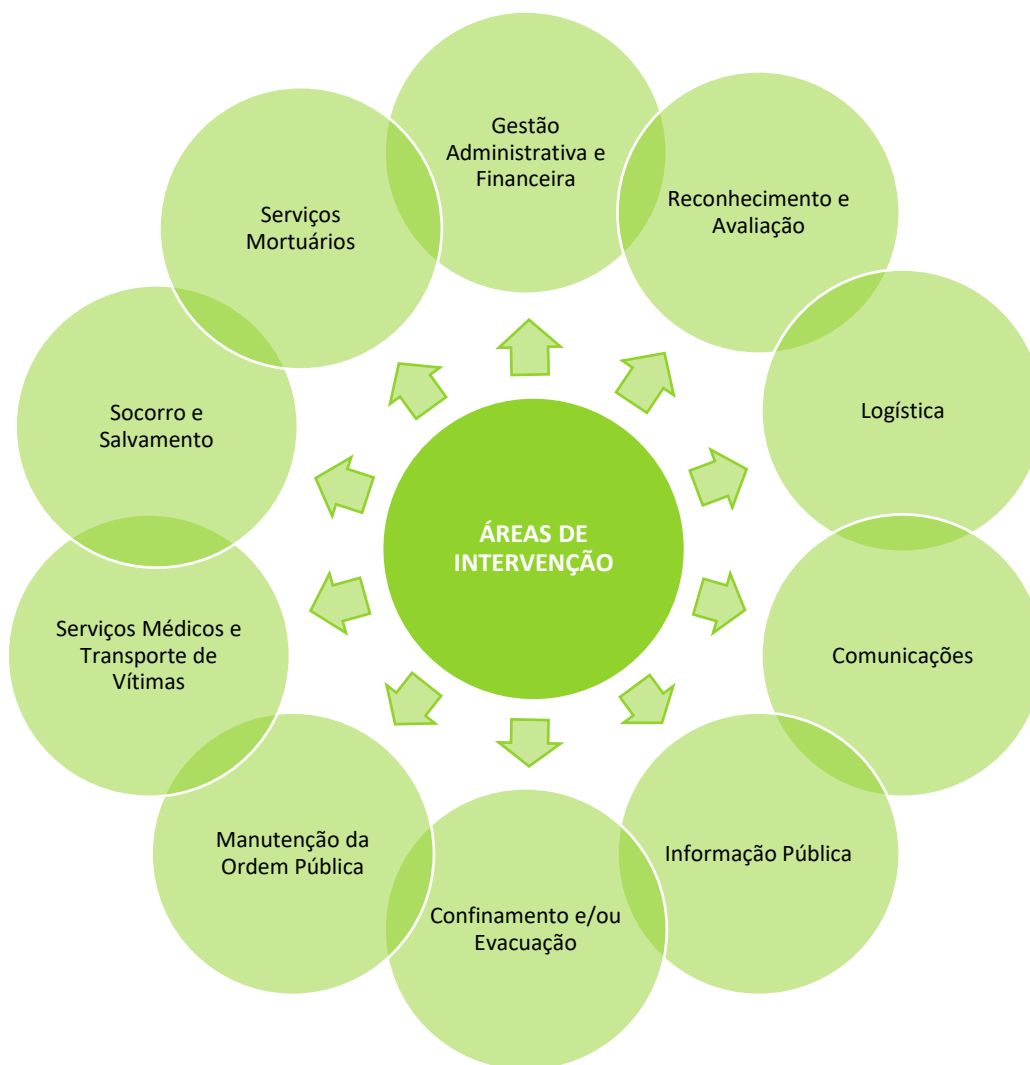 Gestão
Administrativa e
Financeira
Reconhecimento e
Avaliação
Logística
Comunicações
Informação Pública
Confinamento e/ou
Evacuação
Manutenção da
Ordem Pública
Serviços Médicos e
Transporte de
Vítimas
Socorro e
Salvamento
Serviços
Mortuários
ÁREAS DE
INTERVENÇÃO